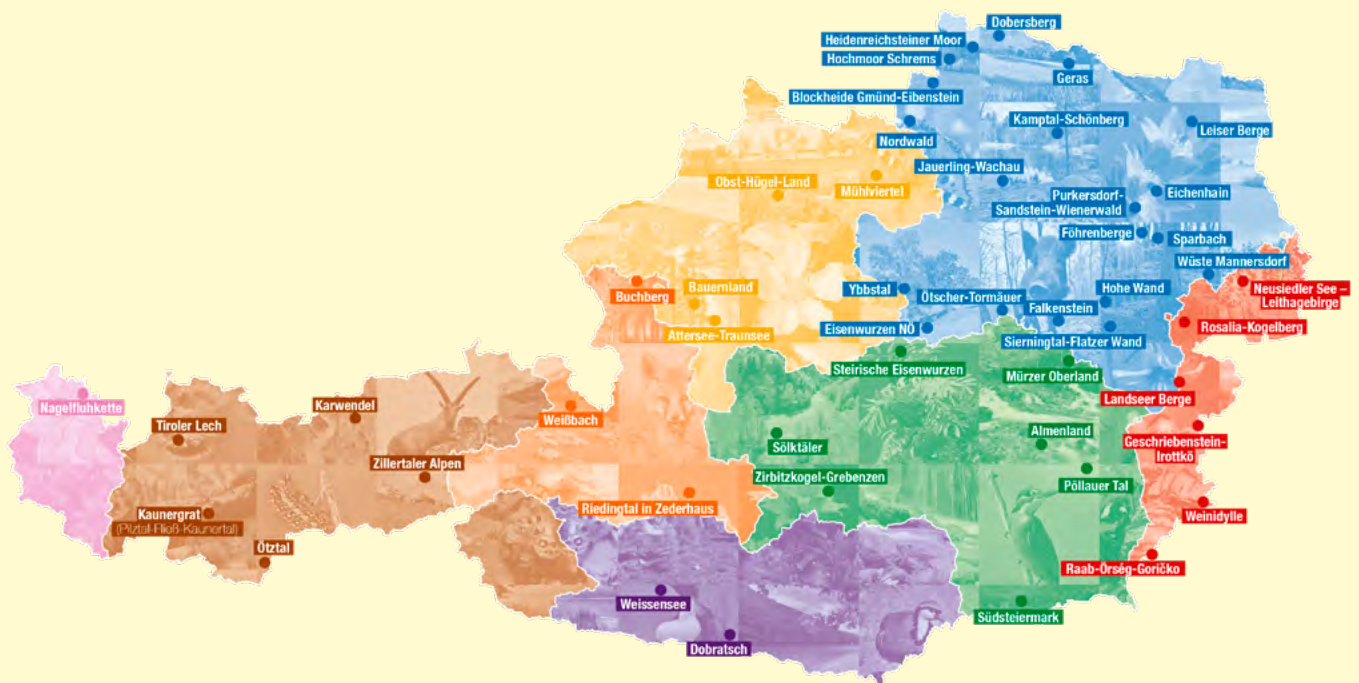 Dobersberg
Heidenreichsteiner Moor
Hochmoor Schrems
Geras
Blockheide Gmünd-Eibenstein
Kamptal-Schönberg
Leiser Berge
Nordwald
Jauerling-Wachau
Obst-Hügel-Land
Mühlviertel
Purkersdorf-
Sandstein-Wienerwald
Eichenhain
Föhrenberge
Sparbach
Wüste Mannersdorf
Buchberg
Bauernland
Ybbstal
Ötscher-Tormäuer
Hohe Wand
Neusiedler See –
Leithagebirge
Falkenstein
Attersee-Traunsee
Eisenwurzen NÖ
Rosalia-Kogelberg
Sierningtal-Flatzer Wand
Steirische Eisenwurzen
Mürzer Oberland
Landseer Berge
Nagelfluhkette
Karwendel
Weißbach
Tiroler Lech
Sölktäler
Almenland
Geschriebenstein-
Irottkö
Zillertaler Alpen
Zirbitzkogel-Grebenzen
Pöllauer Tal
Riedingtal in Zederhaus
Kaunergrat
(Pilztal-Fließ-Kaunertal)
Weinidylle
Ötztal
Raab-Örség-Goričko
Weissensee
Südsteiermark
Dobratsch